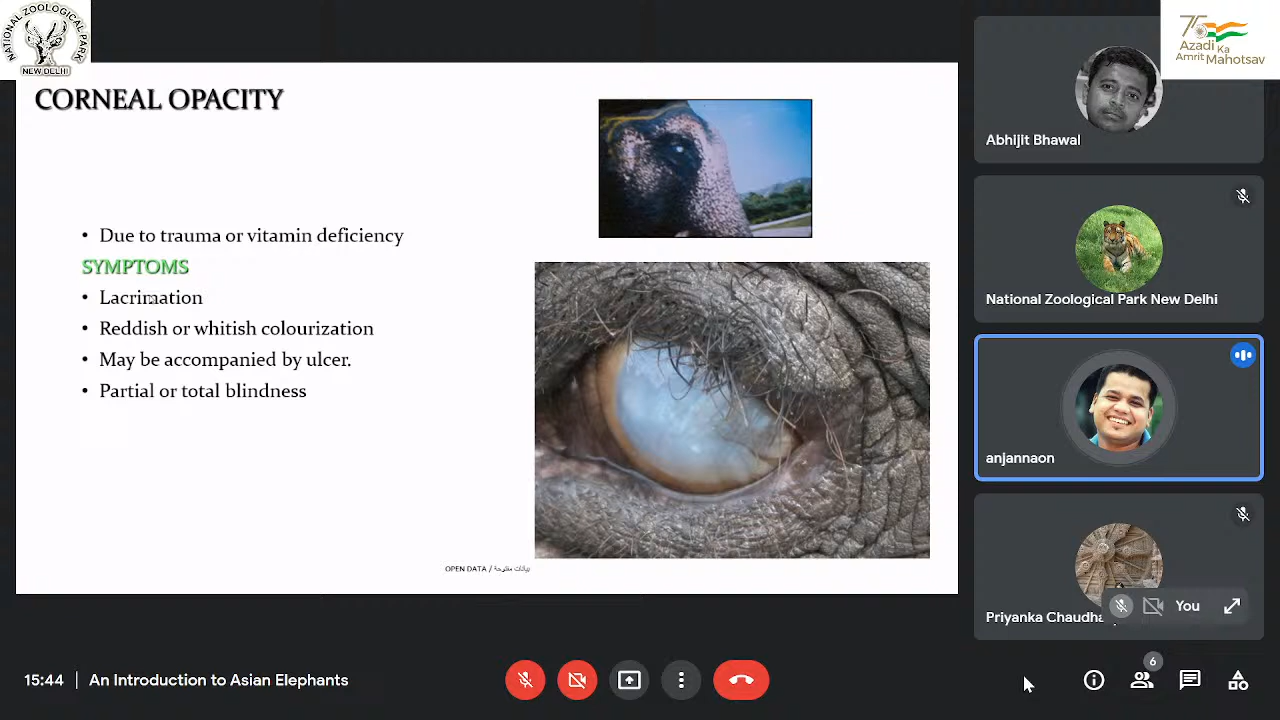 NATIONAL ZOOLOGICAL PARK
NEW DELHI
CORNEAL OPACITY
• Due to trauma or vitamin deficiency
SYMPTOMS
• Lacrimation
• Reddish or whitish colourization
• May be accompanied by ulcer.
• Partial or total blindness
OPEN DATA / بيانات مفتوحة
75
Azadi
Ka
Amrit Mahotsav
Abhijit Bhawal
National Zoological Park New Delhi
anjannaon
Priyanka Chaudha
You
15:44 | An Introduction to Asian Elephants
6